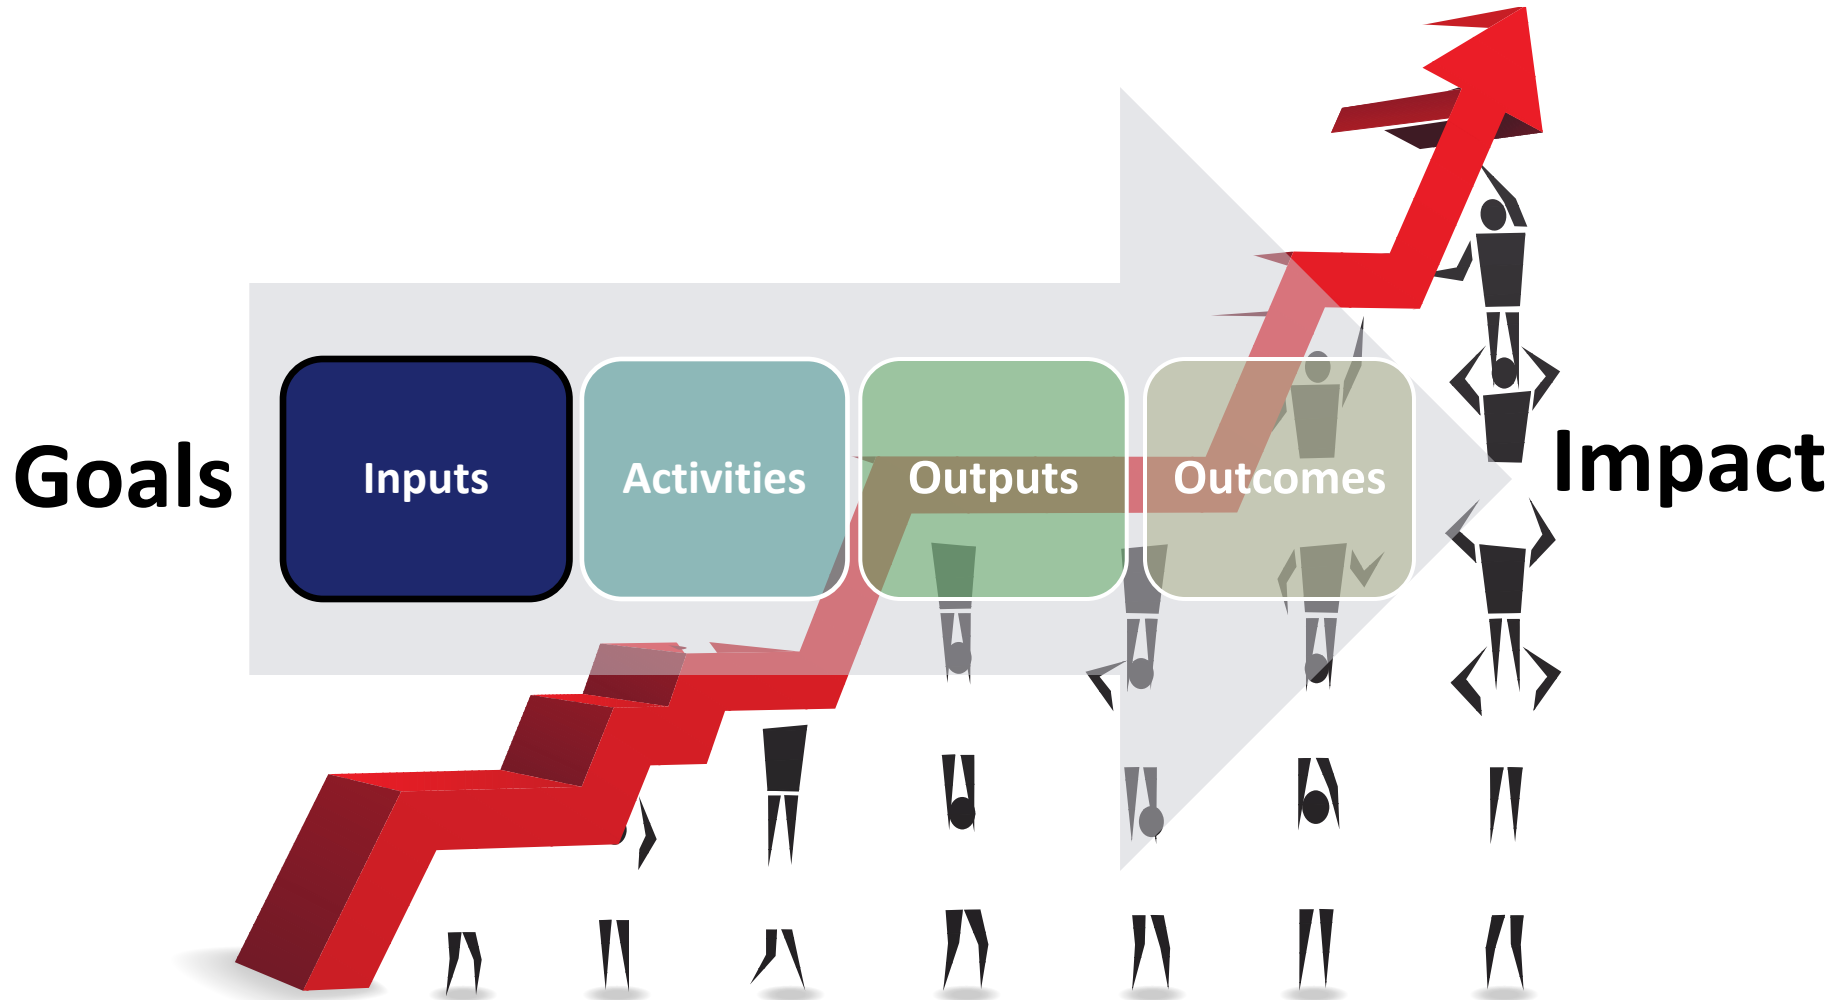 Goals
Inputs
Activities
Outputs
Outcomes
Impact